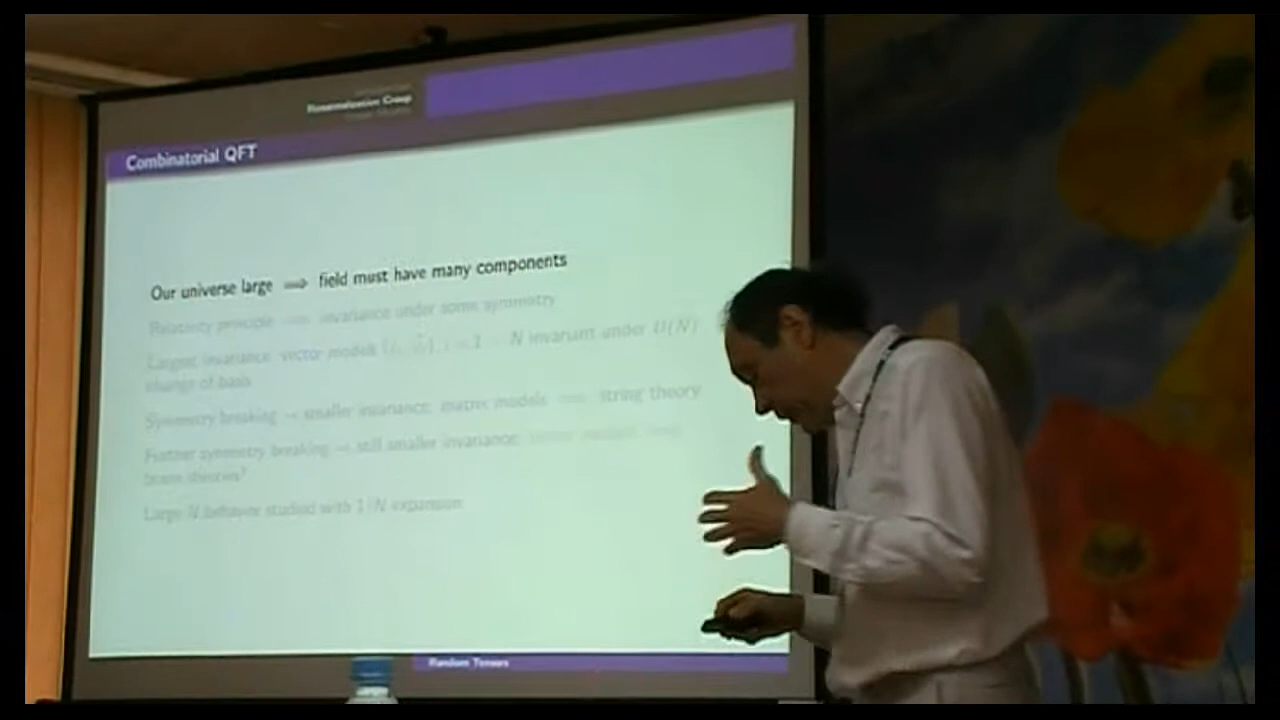 Renormalization Group
Combinatorial QFT
Our universe large ⟹ field must have many components
Relativity principle ⟹ invariance under some symmetry
Largest invariance: vector models N invariant under U(N)
change of basis
Symmetry breaking → smaller invariance: matrix models ⟹ string theory
Further symmetry breaking → still smaller invariance:
Large N behavior studied with 1/N expansion
Random Tensors